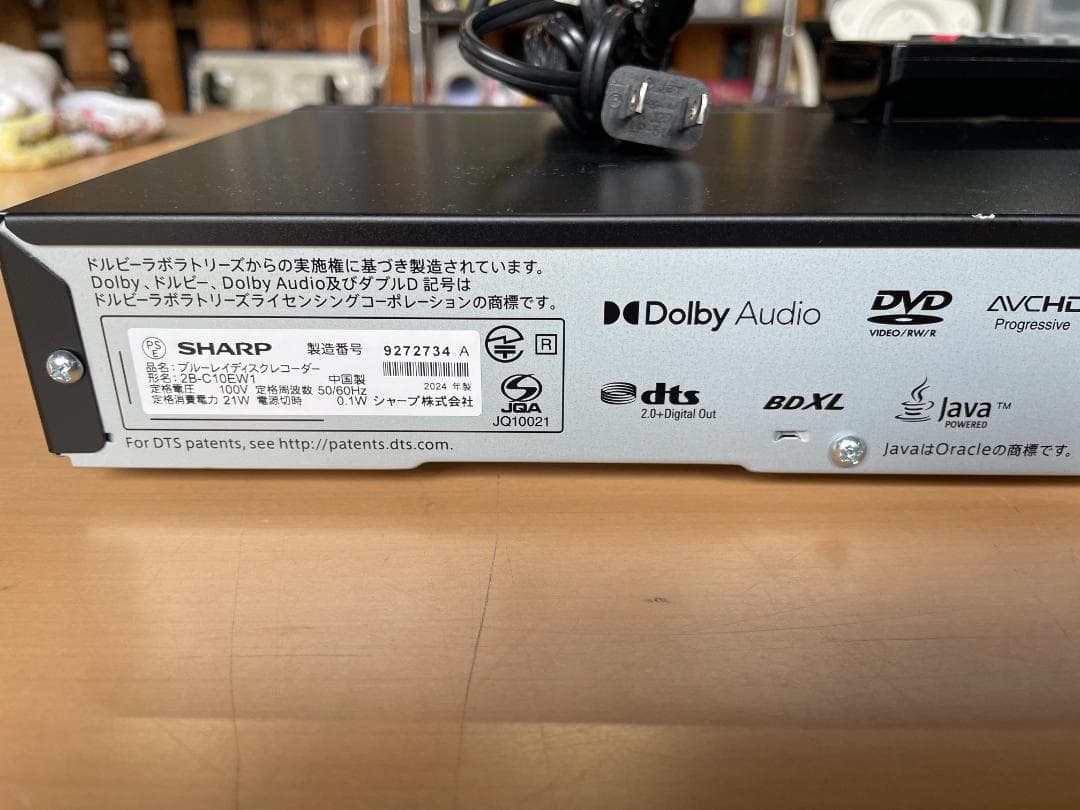 ドルビーラボラトリーズからの実施権に基づき製造されています。
Dolby、ドルビー、Dolby Audio及びダブルD 記号は
ドルビーラボラトリーズライセンシングコーポレーションの商標です。
PS
E
SHARP 製造番号 9272734 A
品名:ブルーレイディスクレコーダー
形名:2B-C10EW1 中国製 2024 年製
定格電圧 100V 定格周波数 50/60Hz
定格消費電力 21W 電源切時 0.1W シャープ株式会社
R
JQA
JQ10021
For DTS patents, see http://patents.dts.com.
Dolby Audio
DVD
VIDEO/RW/R
AVCHD
Progressive
dts
2.0+Digital Out
BDXL
Java™
POWERED
JavaはOracleの商標です。